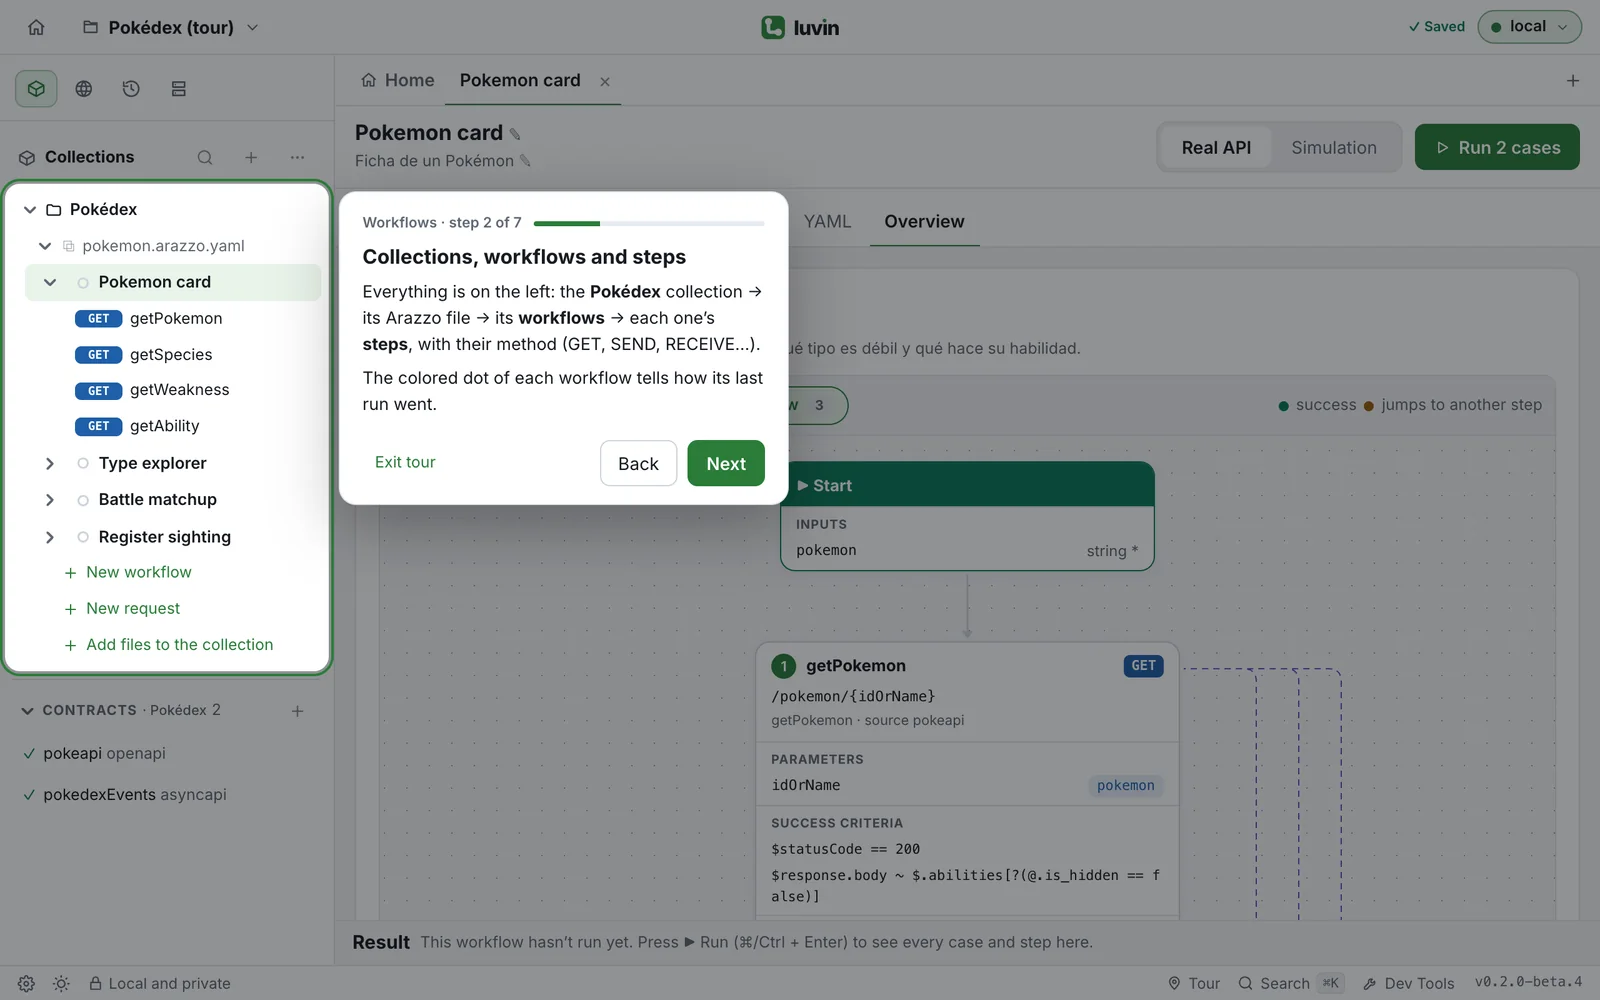 Pokédex (tour)
luvin
Saved
local
Home
Pokemon card
Collections
Pokemon card
Ficha de un Pokémon
Real API
Simulation
Run 2 cases
Pokédex
pokemon.arazzo.yaml
Pokemon card
GET getPokemon
GET getSpecies
GET getWeakness
GET getAbility
Type explorer
Battle matchup
Register sighting
+ New workflow
+ New request
+ Add files to the collection
Workflows · step 2 of 7
Collections, workflows and steps
Everything is on the left: the Pokédex collection →
its Arazzo file → its workflows → each one’s
steps, with their method (GET, SEND, RECEIVE…).
The colored dot of each workflow tells how its last
run went.
Exit tour
Back
Next
YAML
Overview
tipo es débil y qué hace su habilidad.
3
success
jumps to another step
Start
INPUTS
pokemon
string *
1 getPokemon
GET
/pokemon/{idOrName}
getPokemon · source pokeapi
PARAMETERS
idOrName
pokemon
SUCCESS CRITERIA
$statusCode == 200
$response.body ~ $.abilities[?(@.is_hidden == f
alse)]
CONTRACTS · Pokédex 2
pokeapi openapi
pokedexEvents asyncapi
Result This workflow hasn’t run yet. Press ▶ Run (⌘/Ctrl + Enter) to see every case and step here.
Local and private
Tour
Search ⌘K
Dev Tools
v0.2.0-beta.4